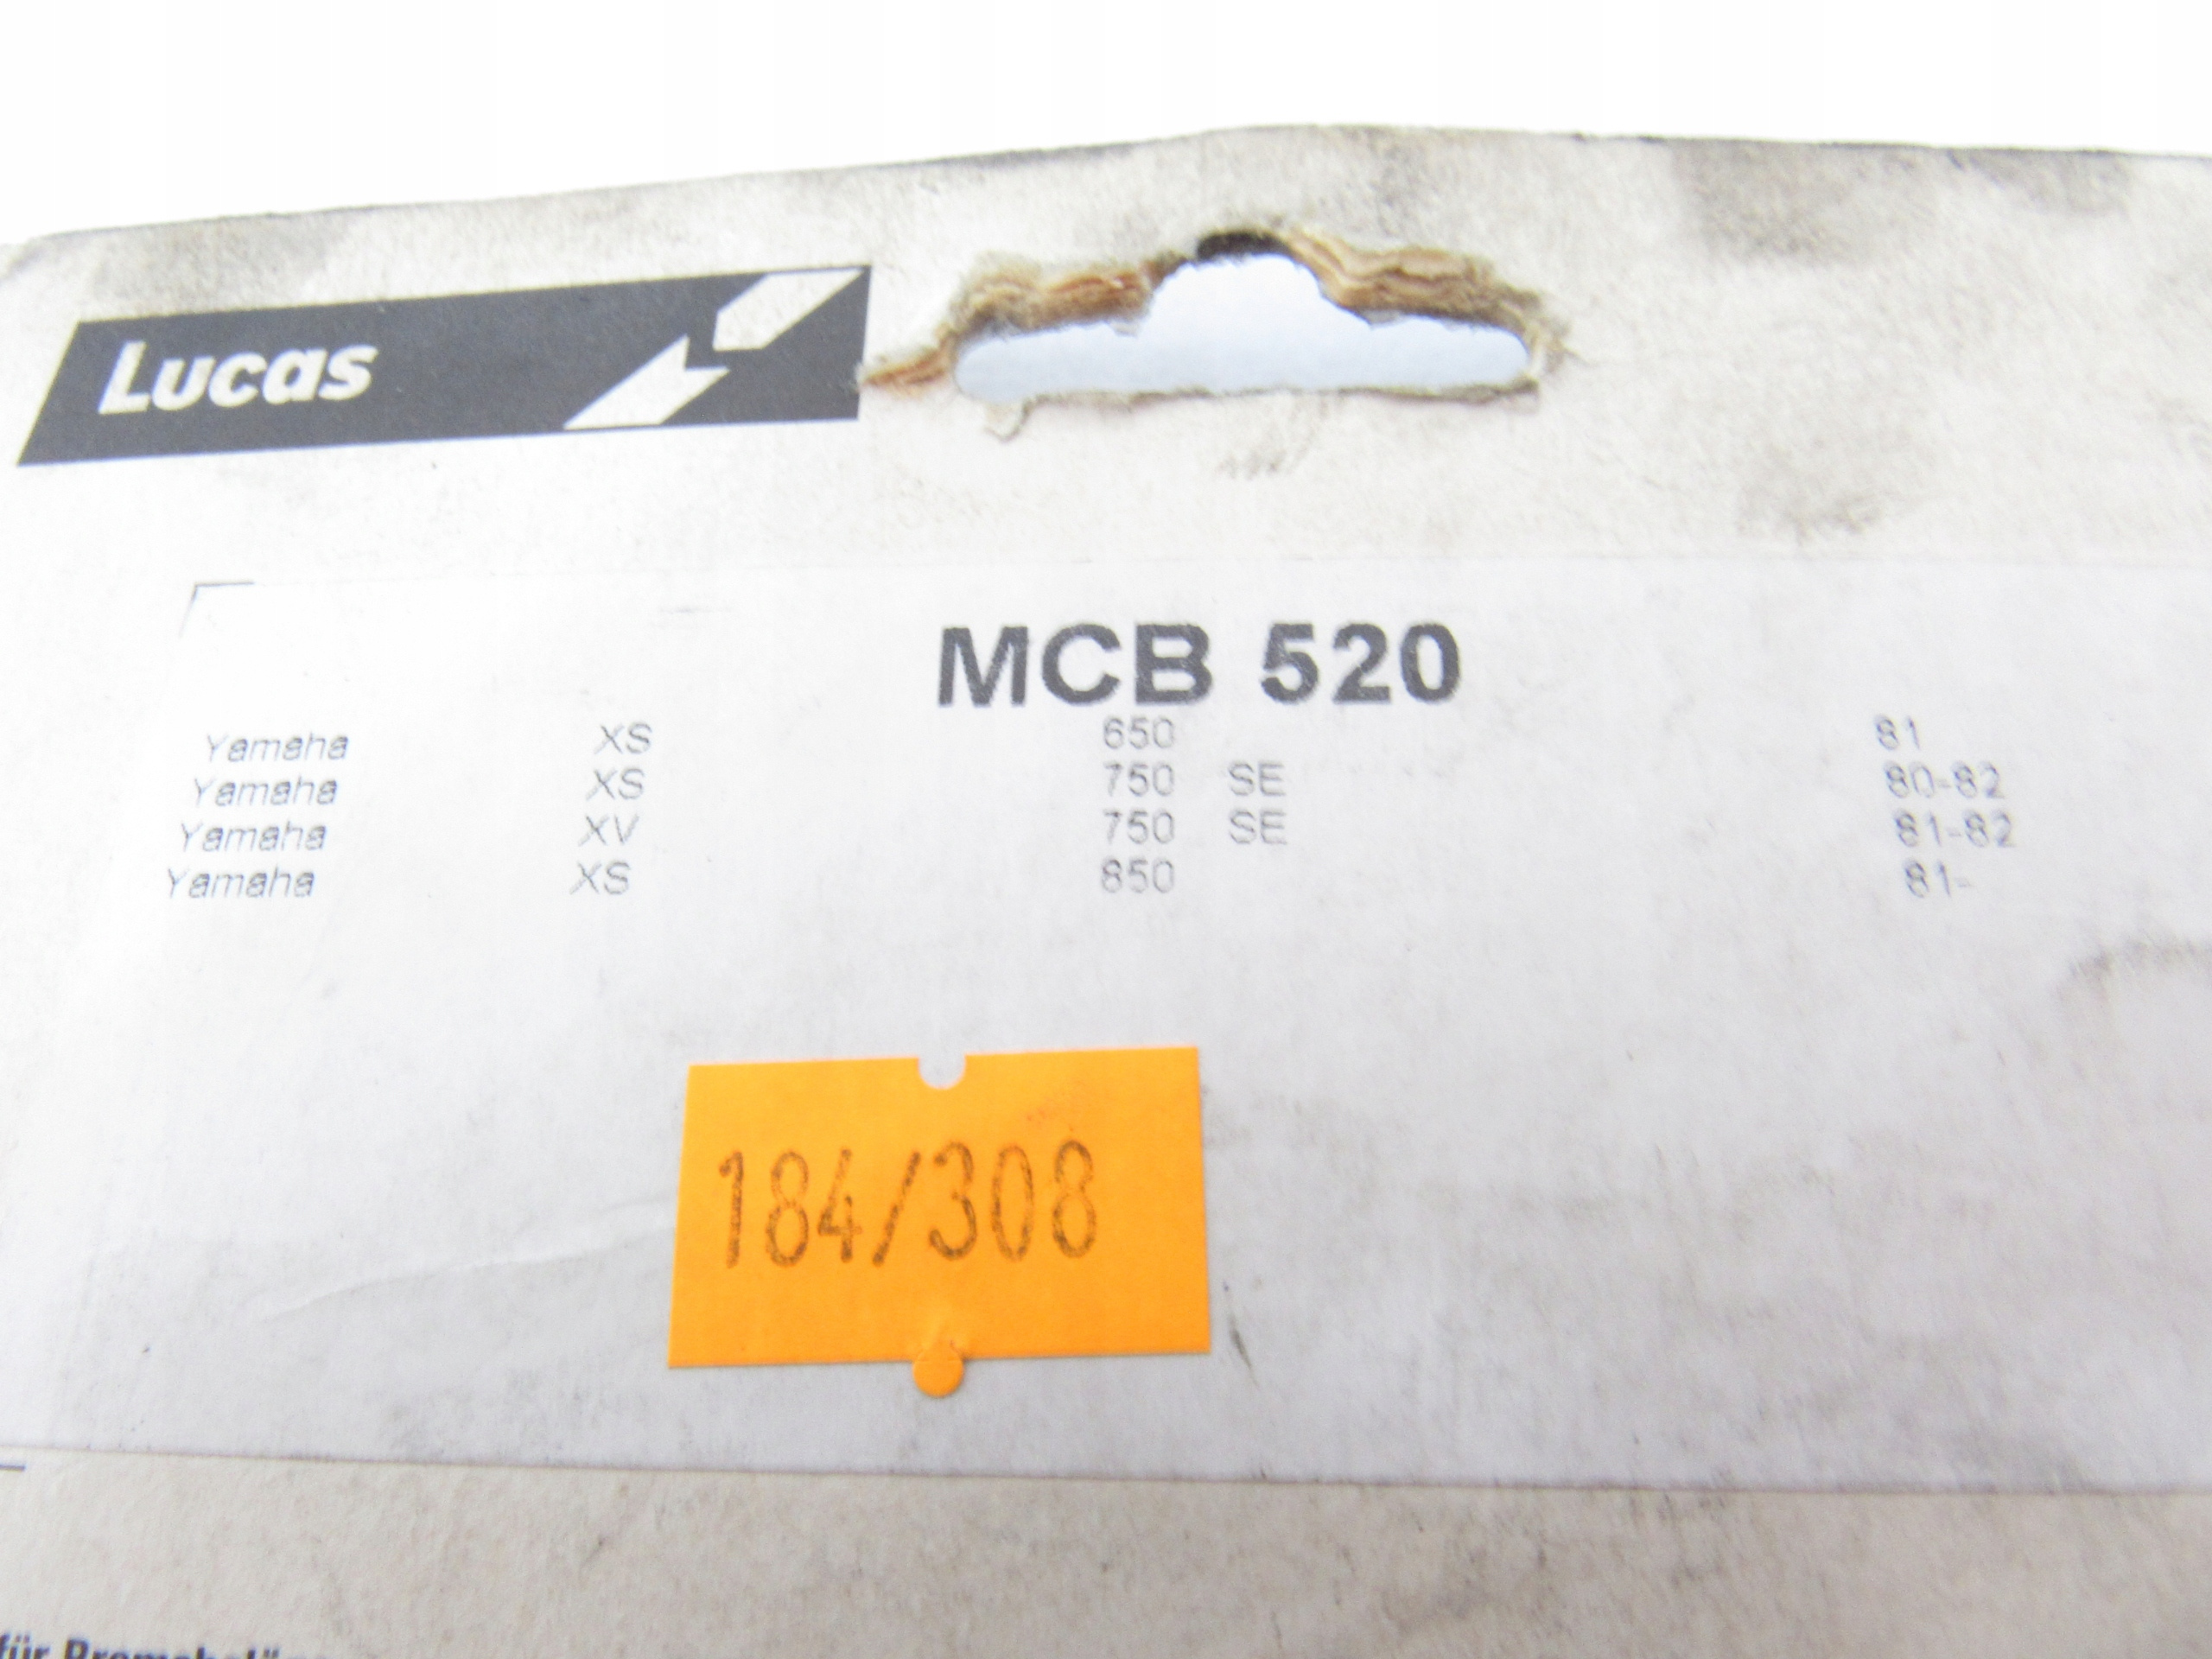 Lucas
MCB 520
Yamaha XS 650 81
Yamaha XS 750 SE 80-82
Yamaha XV 750 SE 81-82
Yamaha XS 850 81-
184/308
für